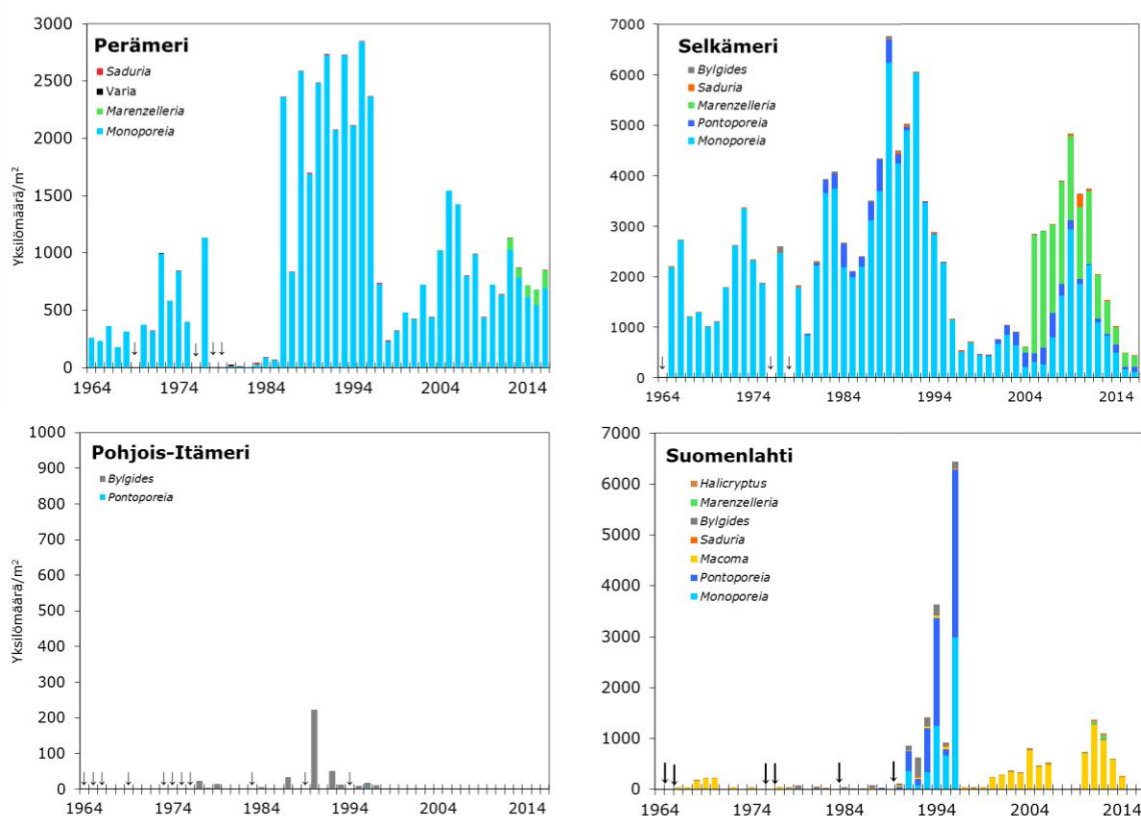 Perämeri
Saduria
Varia
Marenzelleria
Monoporeia
Yksilömäärä/m²
3000
2500
2000
1500
1000
500
0
1964 1974 1984 1994 2004 2014
Selkämeri
Bylgides
Saduria
Marenzelleria
Pontoporeia
Monoporeia
7000
6000
5000
4000
3000
2000
1000
0
1964 1974 1984 1994 2004 2014
Pohjois-Itämeri
Bylgides
Pontoporeia
Yksilömäärä/m²
1000
900
800
700
600
500
400
300
200
100
0
1964 1974 1984 1994 2004 2014
Suomenlahti
Halicryptus
Marenzelleria
Bylgides
Saduria
Macoma
Pontoporeia
Monoporeia
7000
6000
5000
4000
3000
2000
1000
0
1964 1974 1984 1994 2004 2014